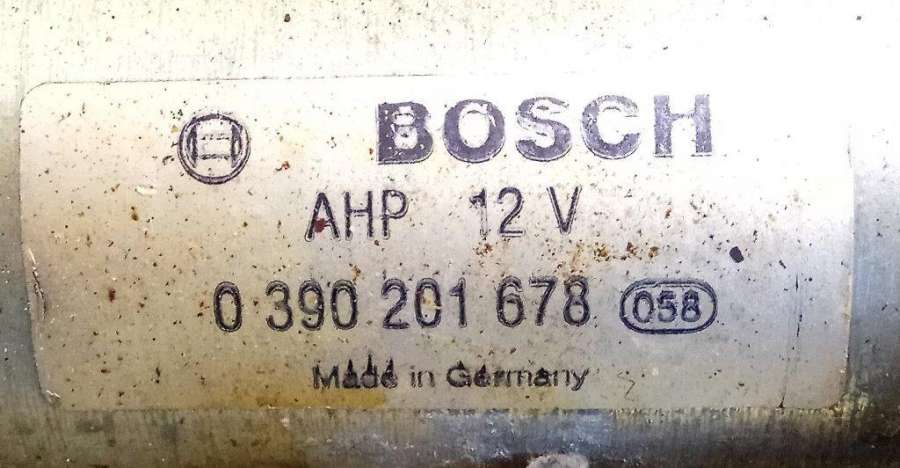 BOSCH
AHP 12 V
0 390 201 678 058
Made in Germany